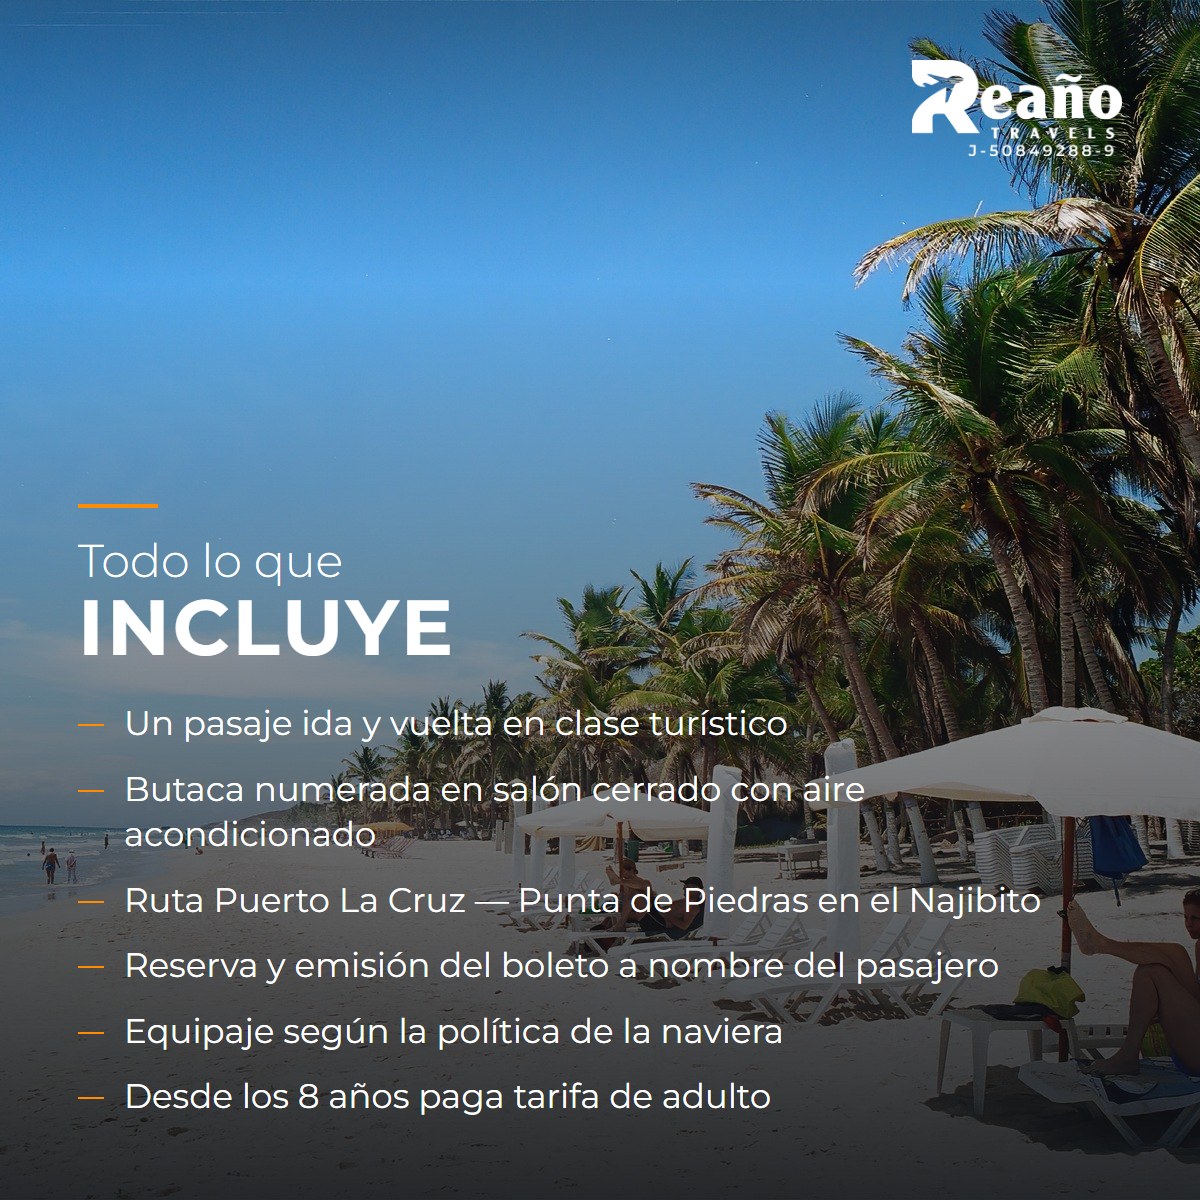 Reaño
TRAVELS
J-50849288-9
Todo lo que
INCLUYE
— Un pasaje ida y vuelta en clase turístico
— Butaca numerada en salón cerrado con aire
acondicionado
— Ruta Puerto La Cruz — Punta de Piedras en el Najibito
— Reserva y emisión del boleto a nombre del pasajero
— Equipaje según la política de la naviera
— Desde los 8 años paga tarifa de adulto